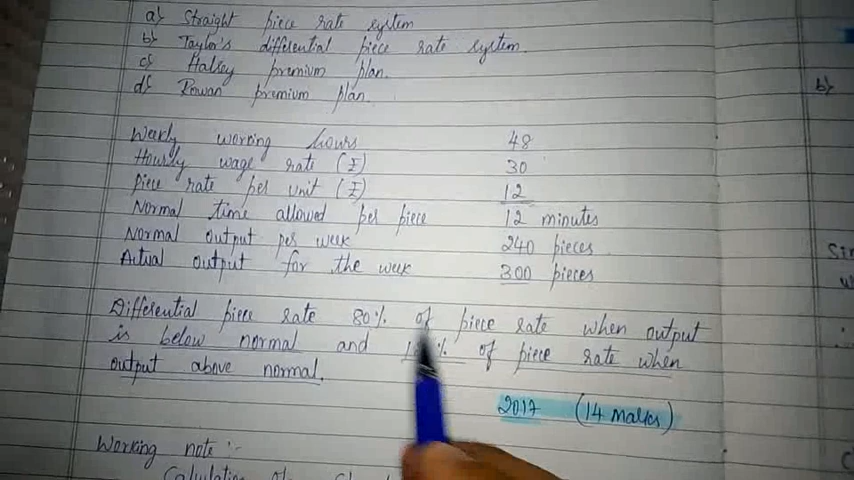 a) Straight piece rate system
b) Taylor's differential piece rate system.
c) Halsey premium plan.
d) Rowan premium plan.
Weekly working hours 48
Hourly wage rate (₹) 30
Piece rate per unit (₹) 12
Normal time allowed per piece 12 minutes
Normal output per week 240 pieces
Actual output for the week 300 pieces
Differential piece rate 80% of piece rate when output
is below normal and % of piece rate when
output above normal.
2017 (14 Marks)
Working note :-
b)